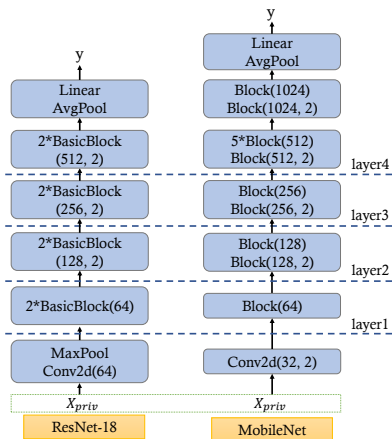 y
Linear
AvgPool
2*BasicBlock
(512, 2)
2*BasicBlock
(256, 2)
2*BasicBlock
(128, 2)
2*BasicBlock(64)
MaxPool
Conv2d(64)
X_priv
ResNet-18
y
Linear
AvgPool
Block(1024)
Block(1024, 2)
5*Block(512)
Block(512, 2)
Block(256)
Block(256, 2)
Block(128)
Block(128, 2)
Block(64)
Conv2d(32, 2)
X_priv
MobileNet
layer4
layer3
layer2
layer1